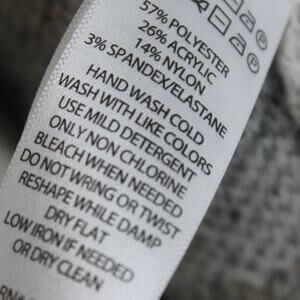 57% POLYESTER
26% ACRYLIC
14% NYLON
3% SPANDEX/ELASTANE
HAND WASH COLD
WASH WITH LIKE COLORS
USE MILD DETERGENT
ONLY NON CHLORINE
BLEACH WHEN NEEDED
DO NOT WRING OR TWIST
RESHAPE WHILE DAMP
DRY FLAT
LOW IRON IF NEEDED
OR DRY CLEAN